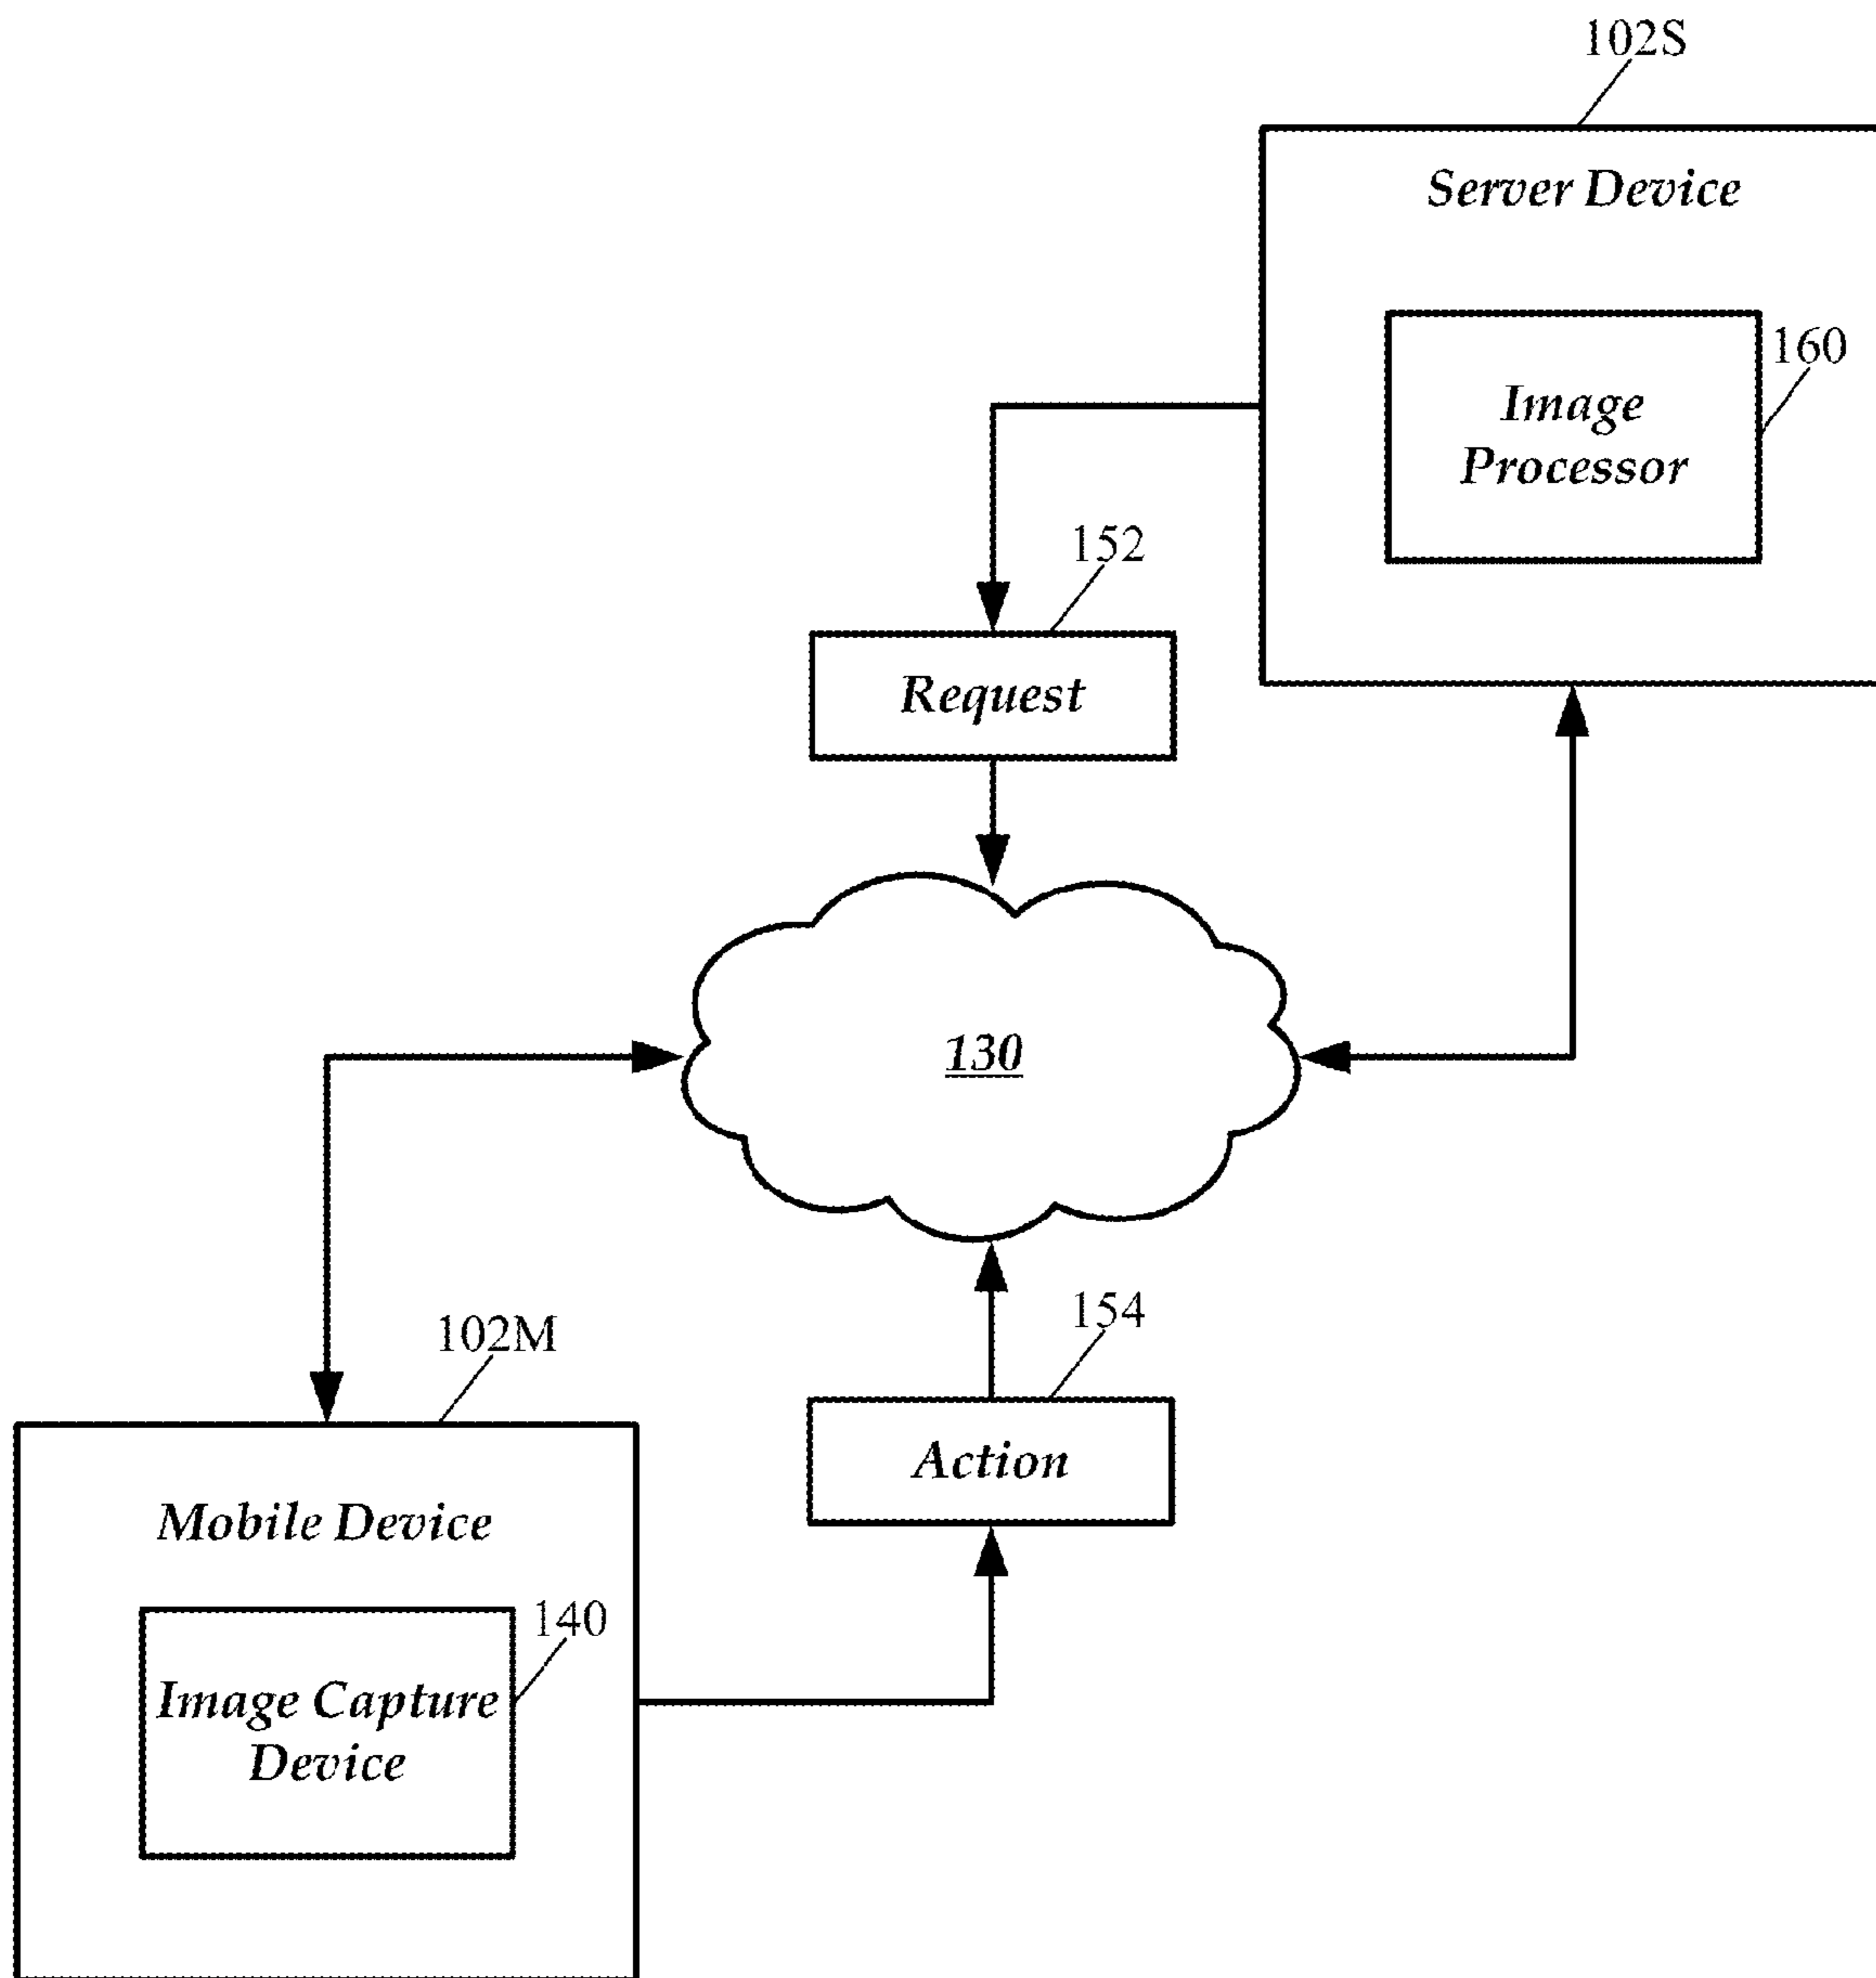 102S
Server Device
160
Image
Processor
152
Request
130
102M
154
Action
Mobile Device
140
Image Capture
Device